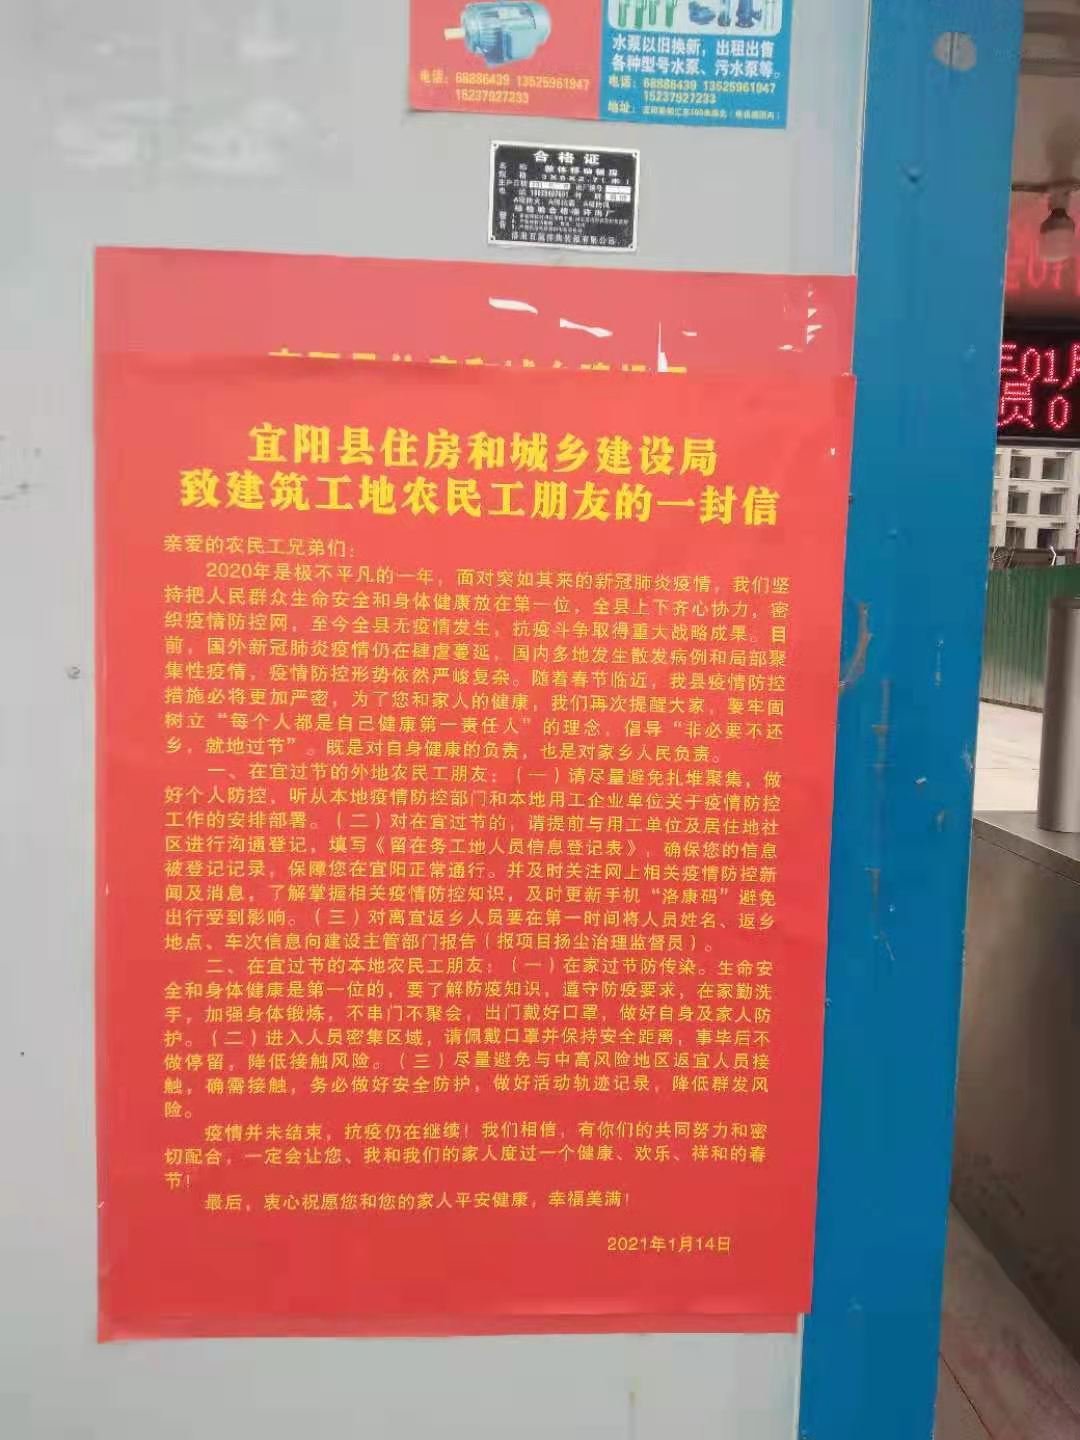 水泵以旧换新，出租出售
各种型号水泵、污水泵等。
电话：68886439 13525961947
15237927233
电话：68886439 13525961947
15237927233
地址：
合格证
宜阳县住房和城乡建设局
致建筑工地农民工朋友的一封信
亲爱的农民工兄弟们：
2020年是极不平凡的一年，面对突如其来的新冠肺炎疫情，我们坚
持把人民群众生命安全和身体健康放在第一位，全县上下齐心协力，密
织疫情防控网，至今全县无疫情发生，抗疫斗争取得重大战略成果。目
前，国外新冠肺炎疫情仍在肆虐蔓延，国内多地发生散发病例和局部聚
集性疫情，疫情防控形势依然严峻复杂。随着春节临近，我县疫情防控
措施必将更加严密，为了您和家人的健康，我们再次提醒大家，要牢固
树立“每个人都是自己健康第一责任人”的理念，倡导“非必要不还
乡，就地过节”。既是对自身健康的负责，也是对家乡人民负责。
一、在宜过节的外地农民工朋友：（一）请尽量避免扎堆聚集，做
好个人防控，听从本地疫情防控部门和本地用工企业单位关于疫情防控
工作的安排部署。（二）对在宜过节的，请提前与用工单位及居住地社
区进行沟通登记，填写《留在务工地人员信息登记表》，确保您的信息
被登记记录，保障您在宜阳正常通行。并及时关注网上相关疫情防控新
闻及消息，了解掌握相关疫情防控知识，及时更新手机“洛康码”避免
出行受到影响。（三）对离宜返乡人员要在第一时间将人员姓名、返乡
地点、车次信息向建设主管部门报告（报项目扬尘治理监督员）。
二、在宜过节的本地农民工朋友：（一）在家过节防传染。生命安
全和身体健康是第一位的，要了解防疫知识，遵守防疫要求，在家勤洗
手，加强身体锻炼，不串门不聚会，出门戴好口罩，做好自身及家人防
护。（二）进入人员密集区域，请佩戴口罩并保持安全距离，事毕后不
做停留，降低接触风险。（三）尽量避免与中高风险地区返宜人员接
触，确需接触，务必做好安全防护，做好活动轨迹记录，降低群发风
险。
疫情并未结束，抗疫仍在继续！我们相信，有你们的共同努力和密
切配合，一定会让您、我和我们的家人度过一个健康、欢乐、祥和的春
节！
最后，衷心祝愿您和您的家人平安健康，幸福美满！
2021年1月14日
年01月
员0